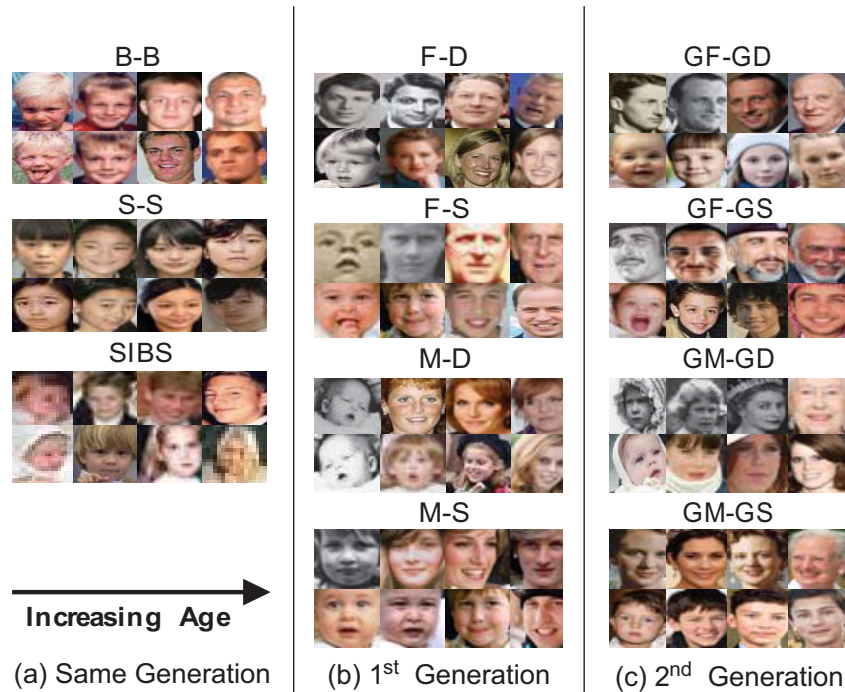 B-B
S-S
SIBS
Increasing Age
(a) Same Generation
F-D
F-S
M-D
M-S
(b) 1st Generation
GF-GD
GF-GS
GM-GD
GM-GS
(c) 2nd Generation